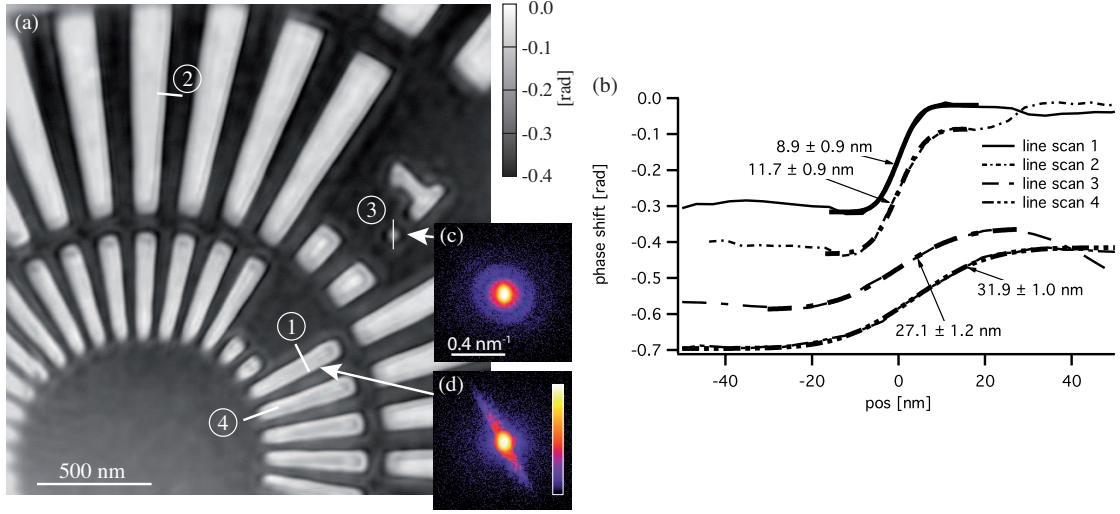 (a)
0.0
-0.1
-0.2
-0.3
-0.4
[rad]
2
3
1
4
500 nm
(c)
0.4 nm-1
(d)
(b)
0.0
-0.1
-0.2
-0.3
-0.4
-0.5
-0.6
-0.7
phase shift [rad]
8.9 ± 0.9 nm
11.7 ± 0.9 nm
line scan 1
line scan 2
line scan 3
line scan 4
31.9 ± 1.0 nm
27.1 ± 1.2 nm
-40
-20
0
20
40
pos [nm]